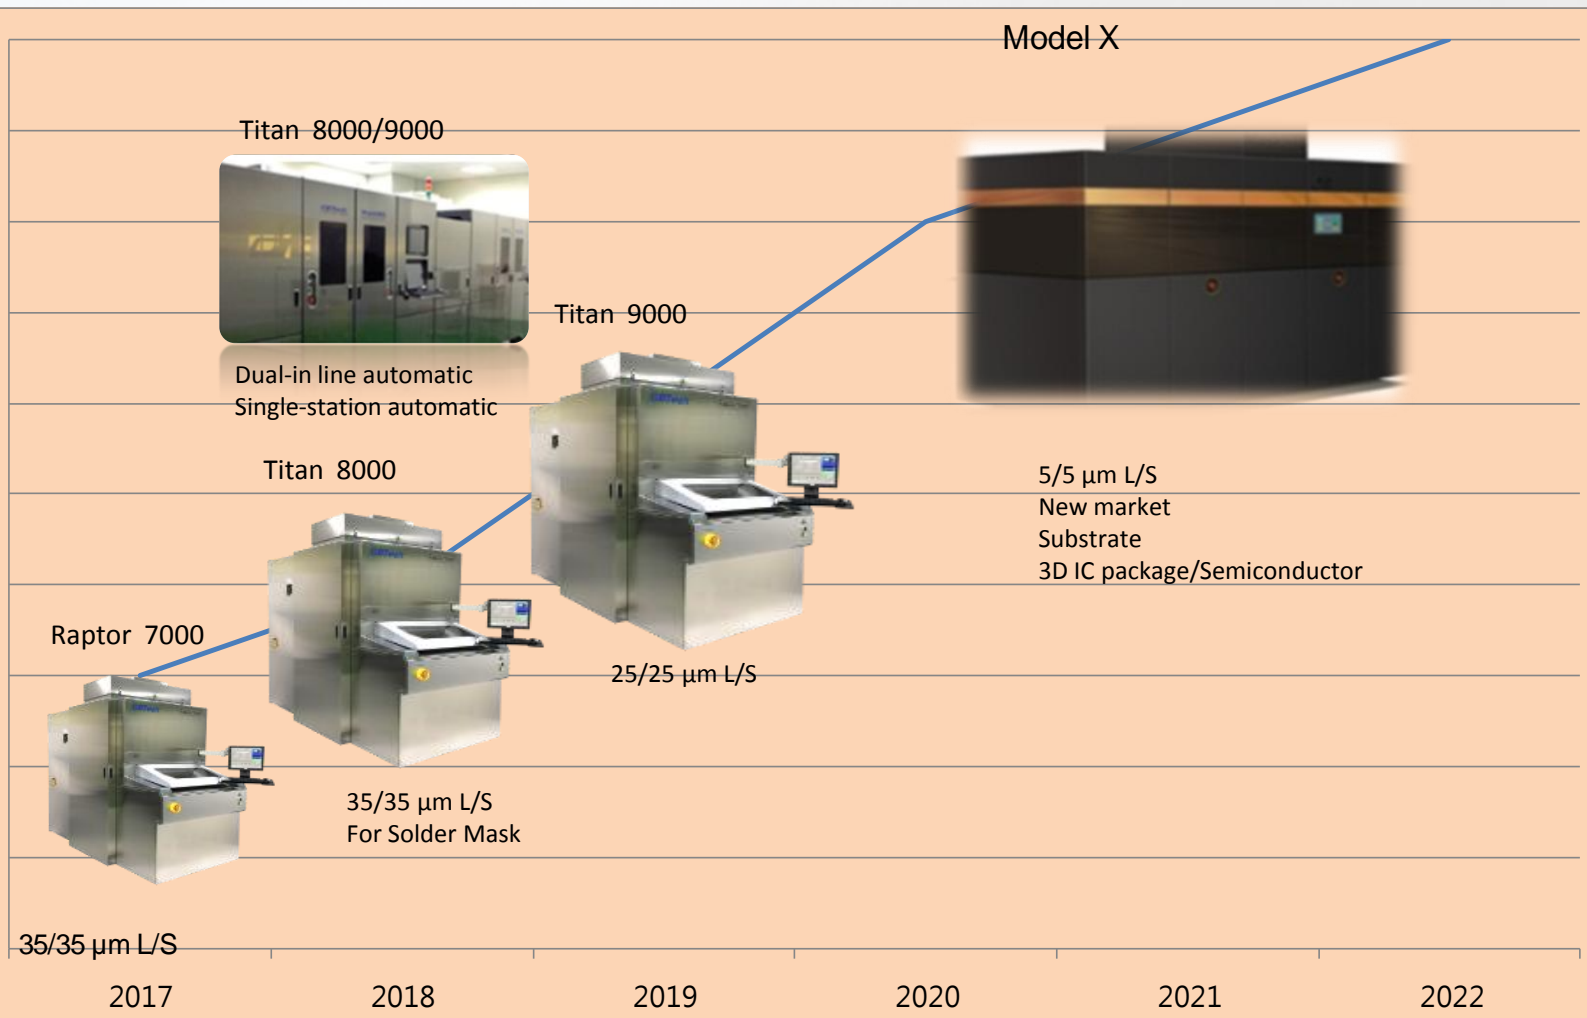 Model X
Titan 8000/9000
Dual-in line automatic
Single-station automatic
Titan 9000
Titan 8000
5/5 µm L/S
New market
Substrate
3D IC package/Semiconductor
Raptor 7000
25/25 µm L/S
35/35 µm L/S
For Solder Mask
35/35 µm L/S
2017 2018 2019 2020 2021 2022